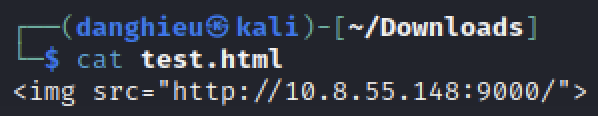 ┌──(danghieu㉿kali)-[~/Downloads]
└─$ cat test.html
<img src="http://10.8.55.148:9000/">